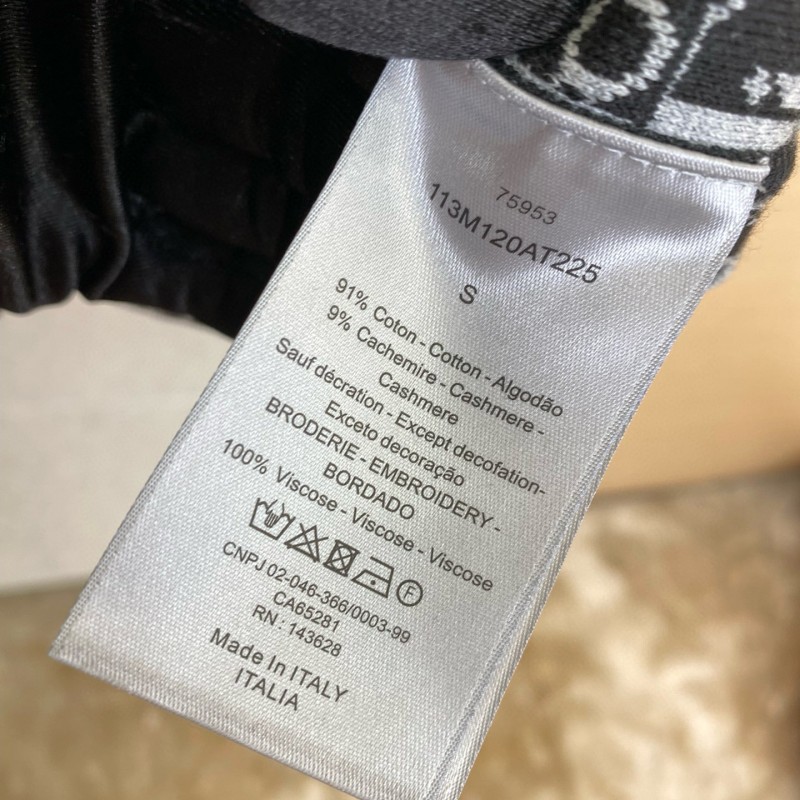 75953
113M120AT225
S
91% Coton - Cotton - Algodão
9% Cachemire - Cashmere -
Cashmere
Sauf décration - Except decofation-
Exceto decoração
BRODERIE - EMBROIDERY -
BORDADO
100% Viscose - Viscose - Viscose
F
CNPJ 02-046-366/0003-99
CA65281
RN : 143628
Made In ITALY
ITALIA